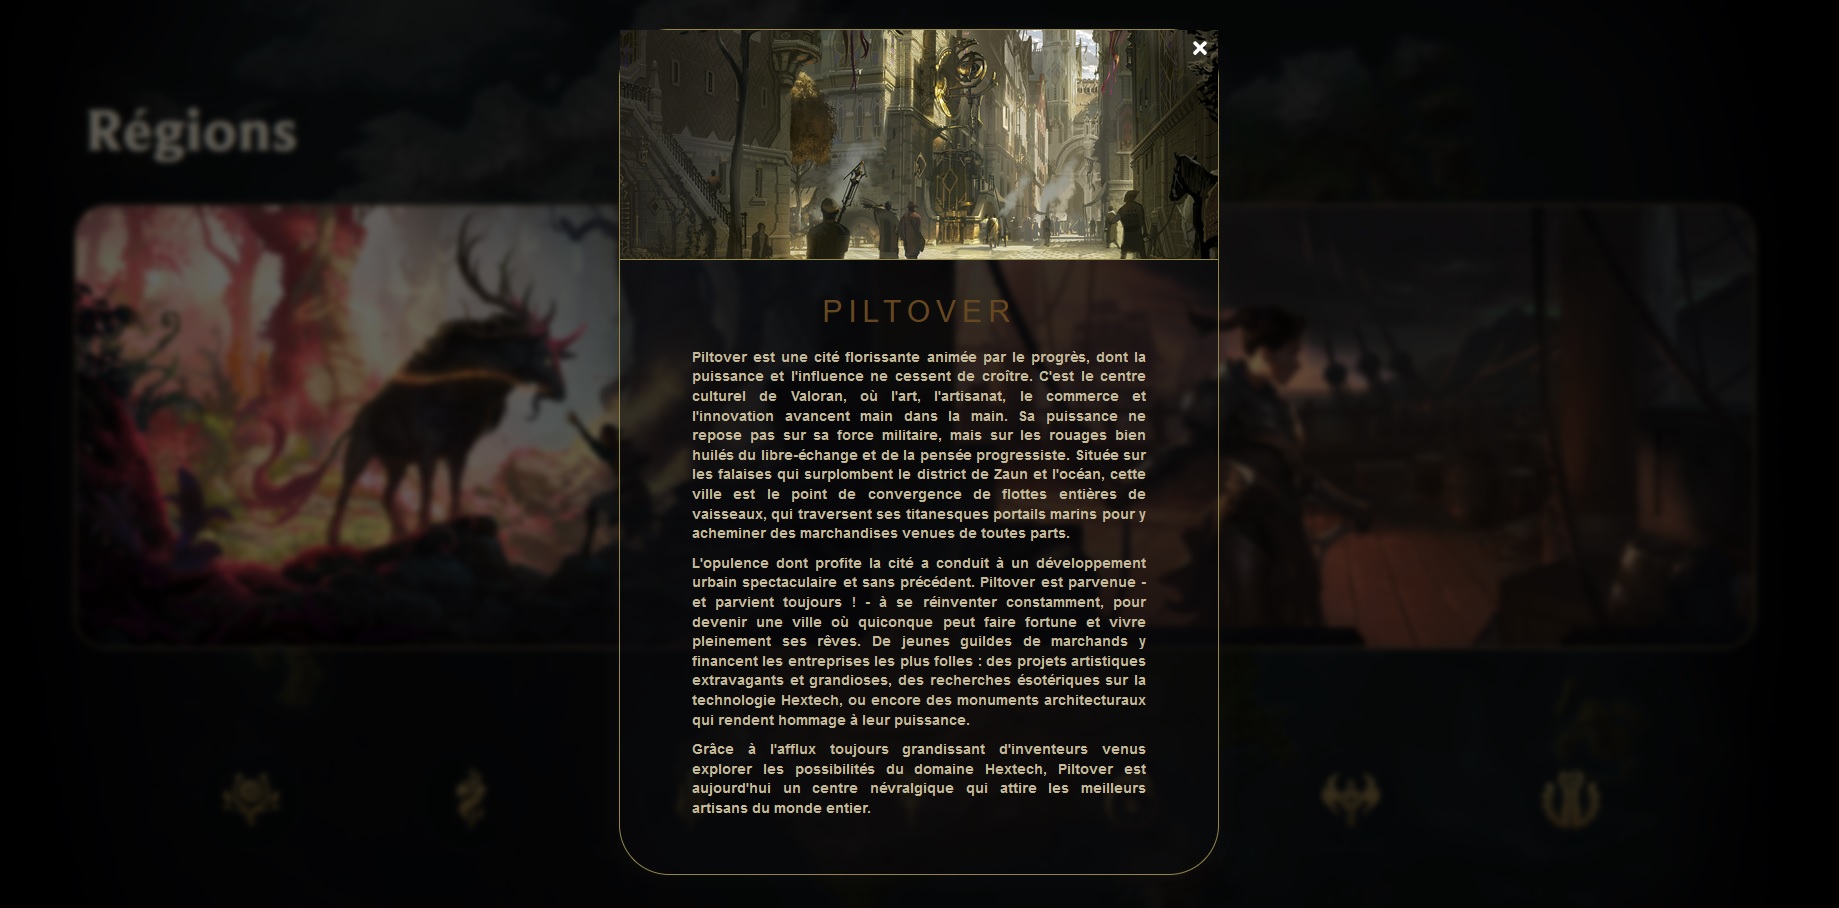 Régions
PILTOVER
Piltover est une cité florissante animée par le progrès, dont la
puissance et l'influence ne cessent de croître. C'est le centre
culturel de Valoran, où l'art, l'artisanat, le commerce et
l'innovation avancent main dans la main. Sa puissance ne
repose pas sur sa force militaire, mais sur les rouages bien
huilés du libre-échange et de la pensée progressiste. Située sur
les falaises qui surplombent le district de Zaun et l'océan, cette
ville est le point de convergence de flottes entières de
vaisseaux, qui traversent ses titanesques portails marins pour y
acheminer des marchandises venues de toutes parts.
L'opulence dont profite la cité a conduit à un développement
urbain spectaculaire et sans précédent. Piltover est parvenue -
et parvient toujours ! - à se réinventer constamment, pour
devenir une ville où quiconque peut faire fortune et vivre
pleinement ses rêves. De jeunes guildes de marchands y
financent les entreprises les plus folles : des projets artistiques
extravagants et grandioses, des recherches ésotériques sur la
technologie Hextech, ou encore des monuments architecturaux
qui rendent hommage à leur puissance.
Grâce à l'afflux toujours grandissant d'inventeurs venus
explorer les possibilités du domaine Hextech, Piltover est
aujourd'hui un centre névralgique qui attire les meilleurs
artisans du monde entier.